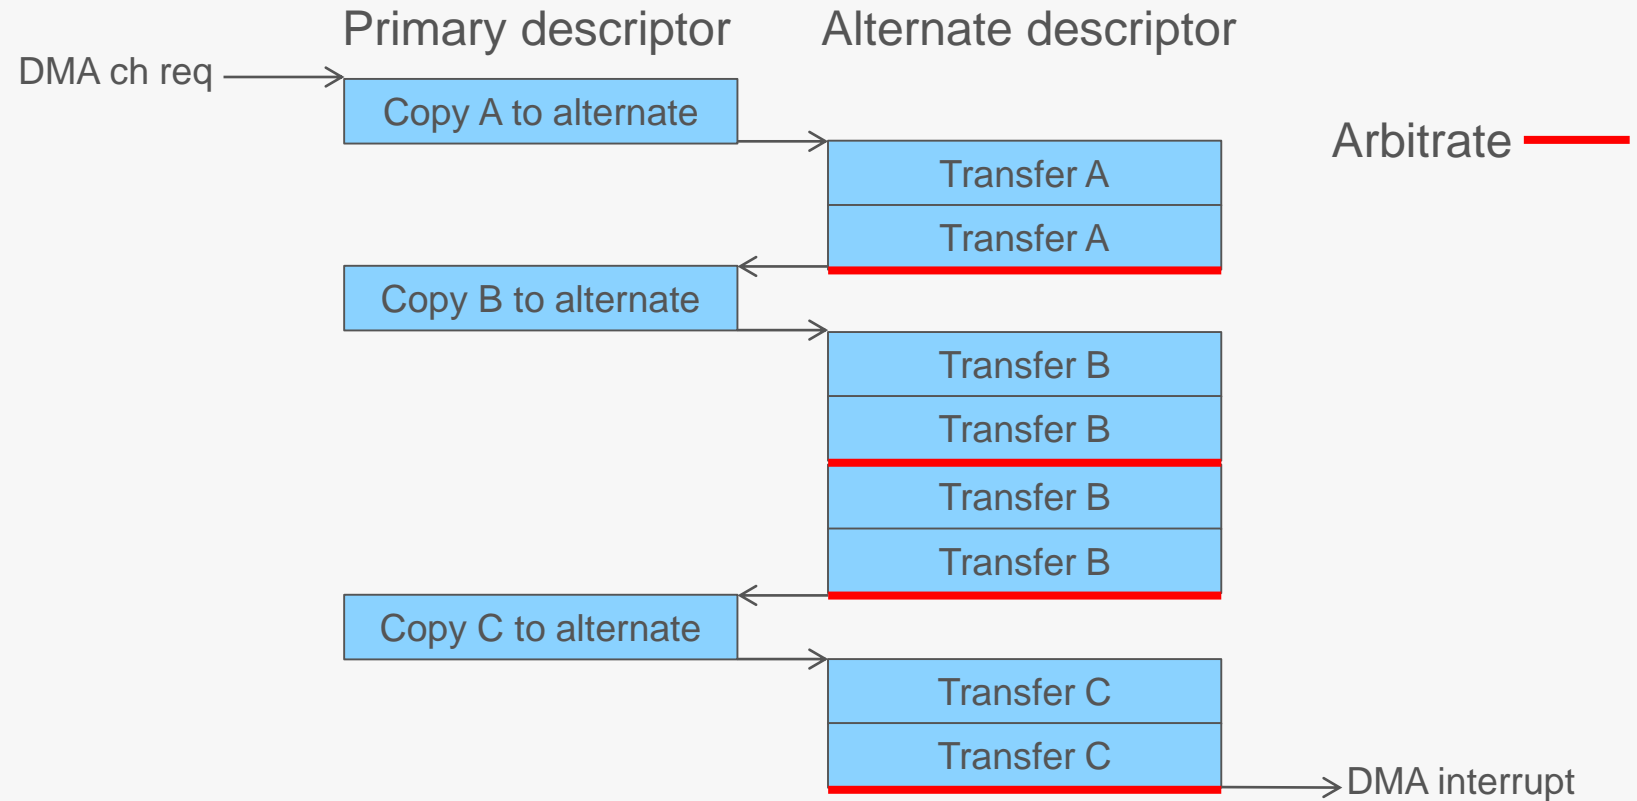 Primary descriptor
Alternate descriptor
DMA ch req
Copy A to alternate
Arbitrate
Transfer A
Transfer A
Copy B to alternate
Transfer B
Transfer B
Transfer B
Transfer B
Copy C to alternate
Transfer C
Transfer C
DMA interrupt